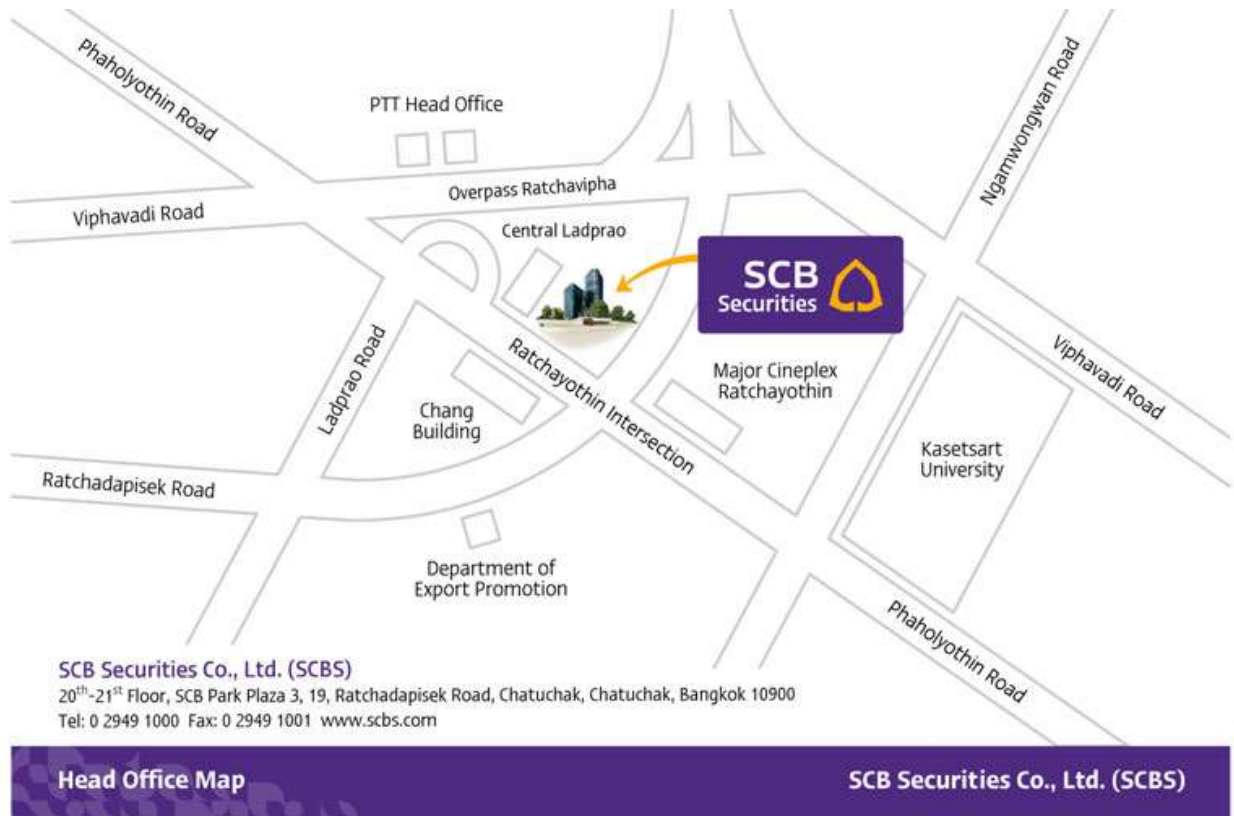 Phaholyothin Road
PTT Head Office
Ngamwongwan Road
Viphavadi Road
Overpass Ratchavipha
Central Ladprao
SCB
Securities
Ladprao Road
Ratchayothin Intersection
Major Cineplex
Ratchayothin
Viphavadi Road
Chang
Building
Kasetsart
University
Ratchadapisek Road
Department of
Export Promotion
Phaholyothin Road
SCB Securities Co., Ltd. (SCBS)
20th-21st Floor, SCB Park Plaza 3, 19, Ratchadapisek Road, Chatuchak, Chatuchak, Bangkok 10900
Tel: 0 2949 1000 Fax: 0 2949 1001 www.scbs.com
Head Office Map
SCB Securities Co., Ltd. (SCBS)